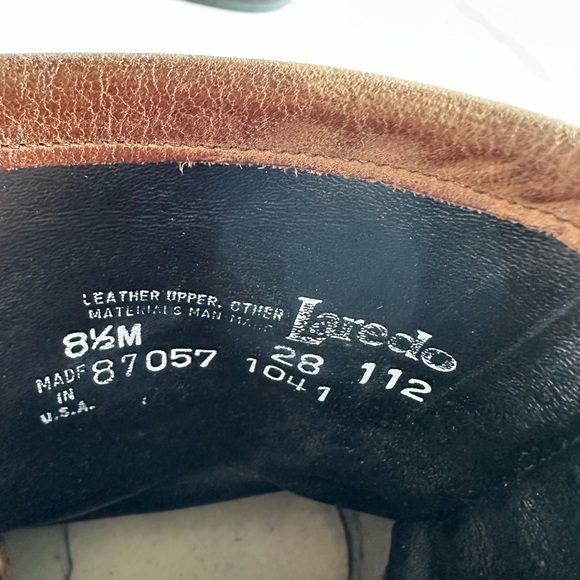 LEATHER UPPER. OTHER
MATERIALS MAN MADE
Laredo
8½M
87057 28 112
MADE 1041
IN
U.S.A.